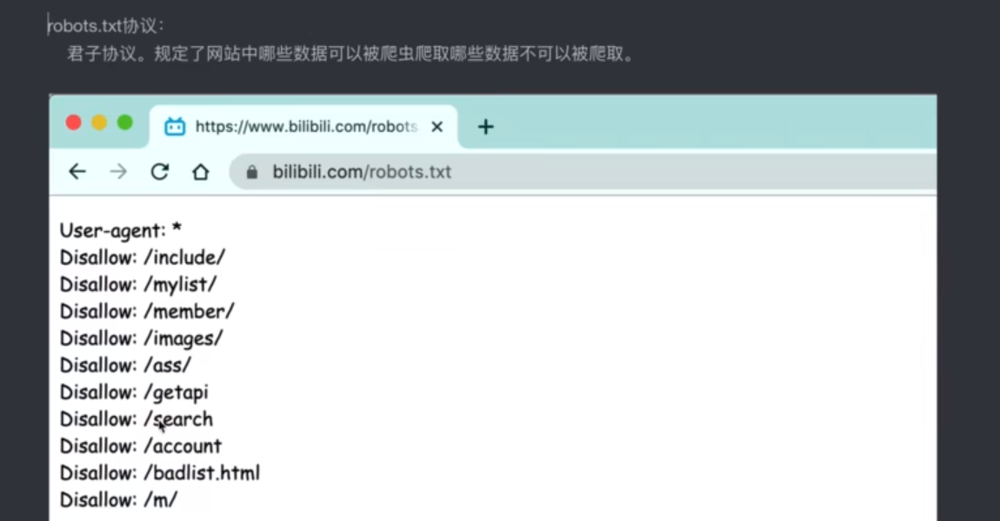 robots.txt协议：
君子协议。规定了网站中哪些数据可以被爬虫爬取哪些数据不可以被爬取。
https://www.bilibili.com/robots
bilibili.com/robots.txt
User-agent: *
Disallow: /include/
Disallow: /mylist/
Disallow: /member/
Disallow: /images/
Disallow: /ass/
Disallow: /getapi
Disallow: /search
Disallow: /account
Disallow: /badlist.html
Disallow: /m/